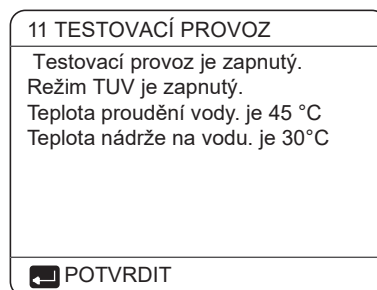 11 TESTOVACÍ PROVOZ
Testovací provoz je zapnutý.
Režim TUV je zapnutý.
Teplota proudění vody. je 45 °C
Teplota nádrže na vodu. je 30°C
POTVRDIT